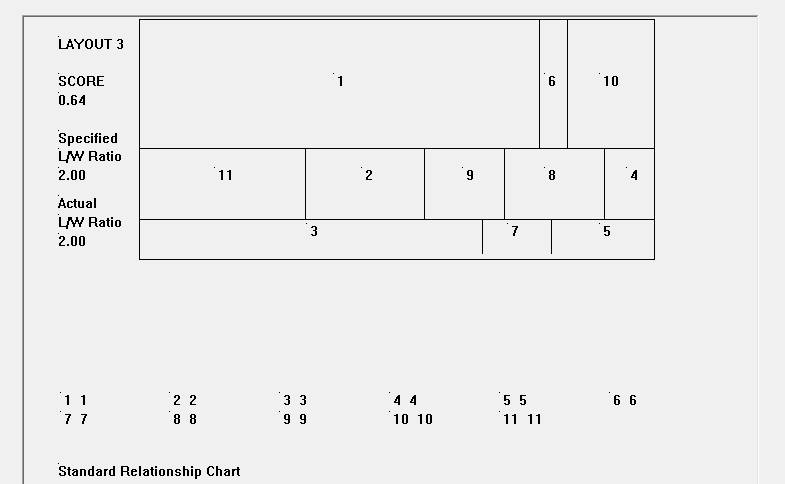 LAYOUT 3
SCORE
0.64
Specified
L/W Ratio
2.00
Actual
L/W Ratio
2.00
1 6 10
11 2 9 8 4
3 7 5
1 1 2 2 3 3 4 4 5 5 6 6
7 7 8 8 9 9 10 10 11 11
Standard Relationship Chart